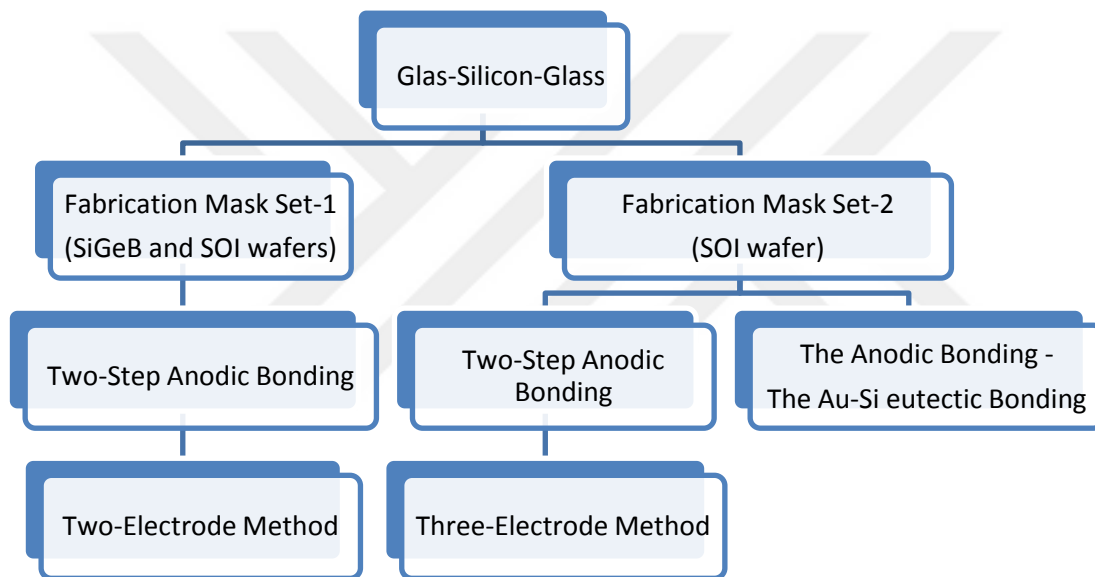 Glas-Silicon-Glass
Fabrication Mask Set-1
(SiGeB and SOI wafers)
Fabrication Mask Set-2
(SOI wafer)
Two-Step Anodic Bonding
Two-Step Anodic
Bonding
The Anodic Bonding -
The Au-Si eutectic Bonding
Two-Electrode Method
Three-Electrode Method